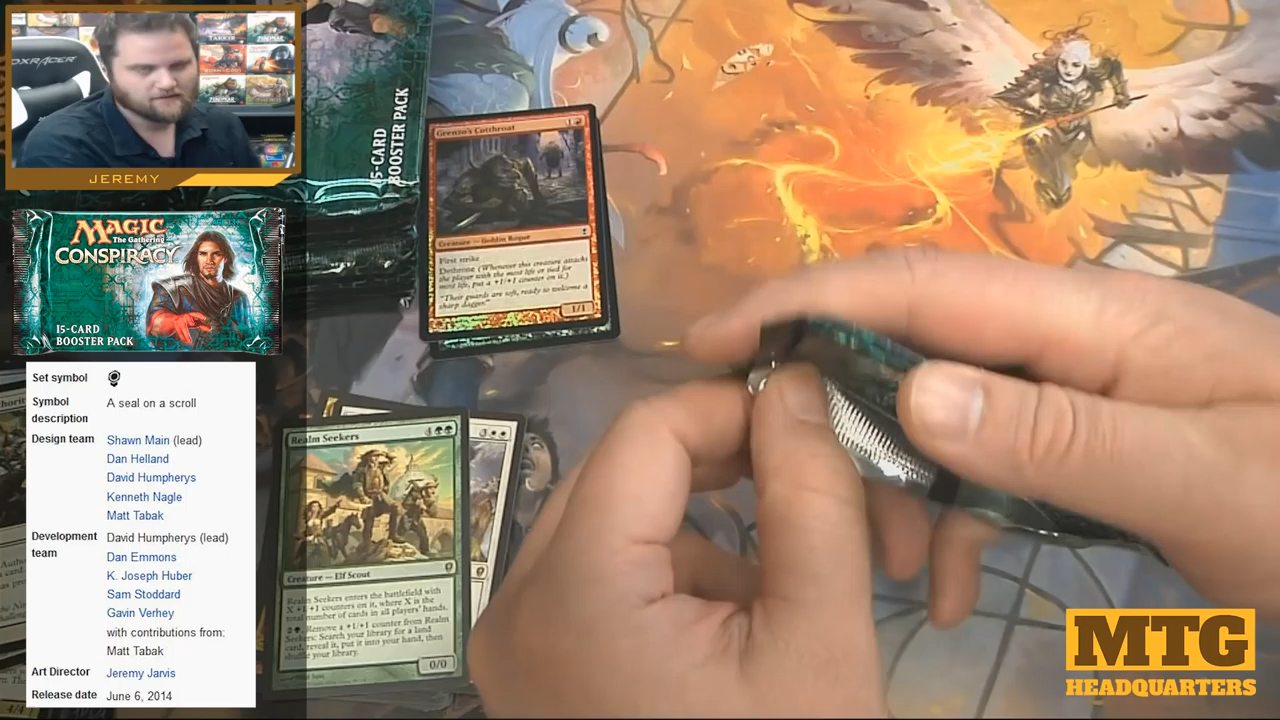 DXRACER
JEREMY
MAGIC
The Gathering
CONSPIRACY
15-CARD
BOOSTER PACK
Set symbol
Symbol description
A seal on a scroll
Design team
Shawn Main (lead)
Dan Helland
David Humpherys
Kenneth Nagle
Matt Tabak
Development team
David Humpherys (lead)
Dan Emmons
K. Joseph Huber
Sam Stoddard
Gavin Verhey
with contributions from:
Matt Tabak
Art Director
Jeremy Jarvis
Release date
June 6, 2014
15-CARD
BOOSTER PACK
Grenzo's Cutthroat
1
Creature — Goblin Rogue
First strike
Dethrone (Whenever this creature attacks
the player with the most life or tied for
most life, put a +1/+1 counter on it.)
"Their guards are soft, ready to welcome a
sharp dagger."
1/1
Realm Seekers
4
3
Creature — Elf Scout
Realm Seekers enters the battlefield with
X +1/+1 counters on it, where X is the
total number of cards in all players' hands.
2, Remove a +1/+1 counter from Realm
Seekers: Search your library for a land
card, reveal it, put it into your hand, then
shuffle your library.
0/0
MTG
HEADQUARTERS